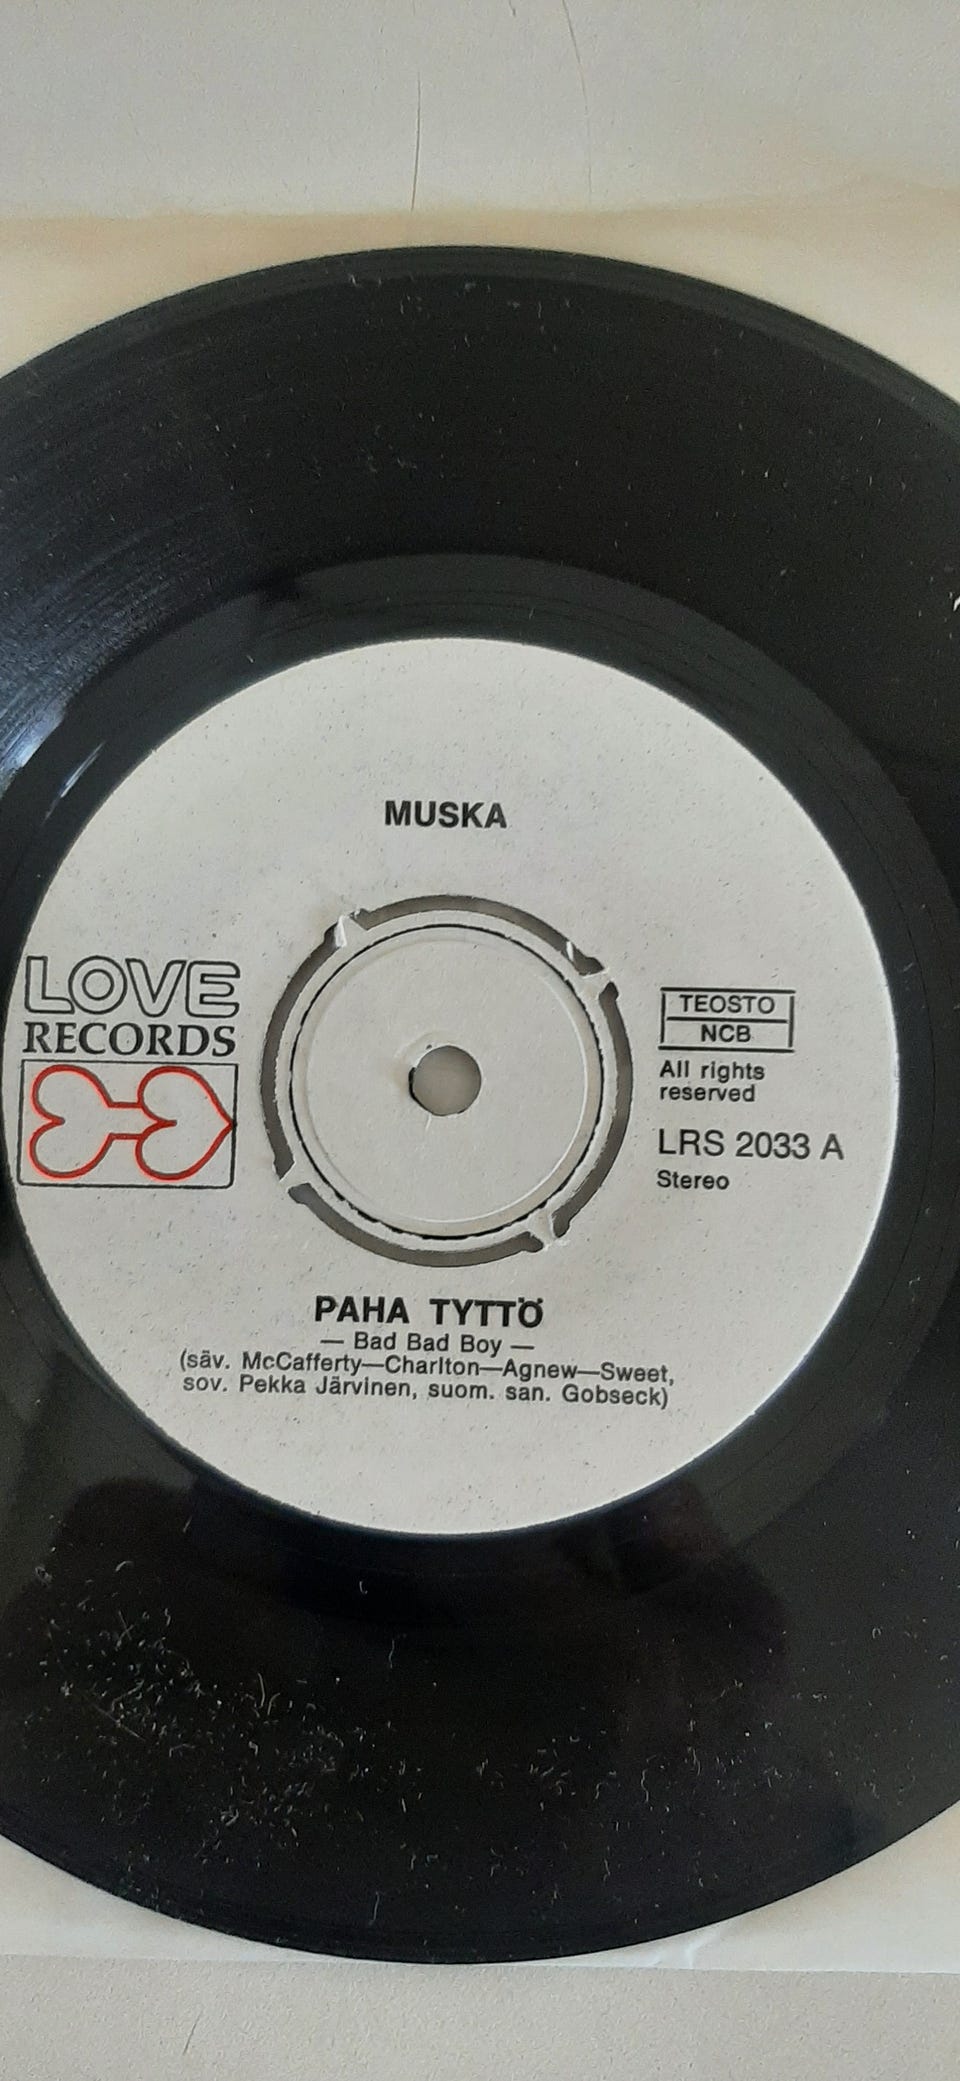 MUSKA
LOVE
RECORDS
TEOSTO
NCB
All rights
reserved
LRS 2033 A
Stereo
PAHA TYTTÖ
— Bad Bad Boy —
(säv. McCafferty—Charlton—Agnew—Sweet,
sov. Pekka Järvinen, suom. san. Gobseck)